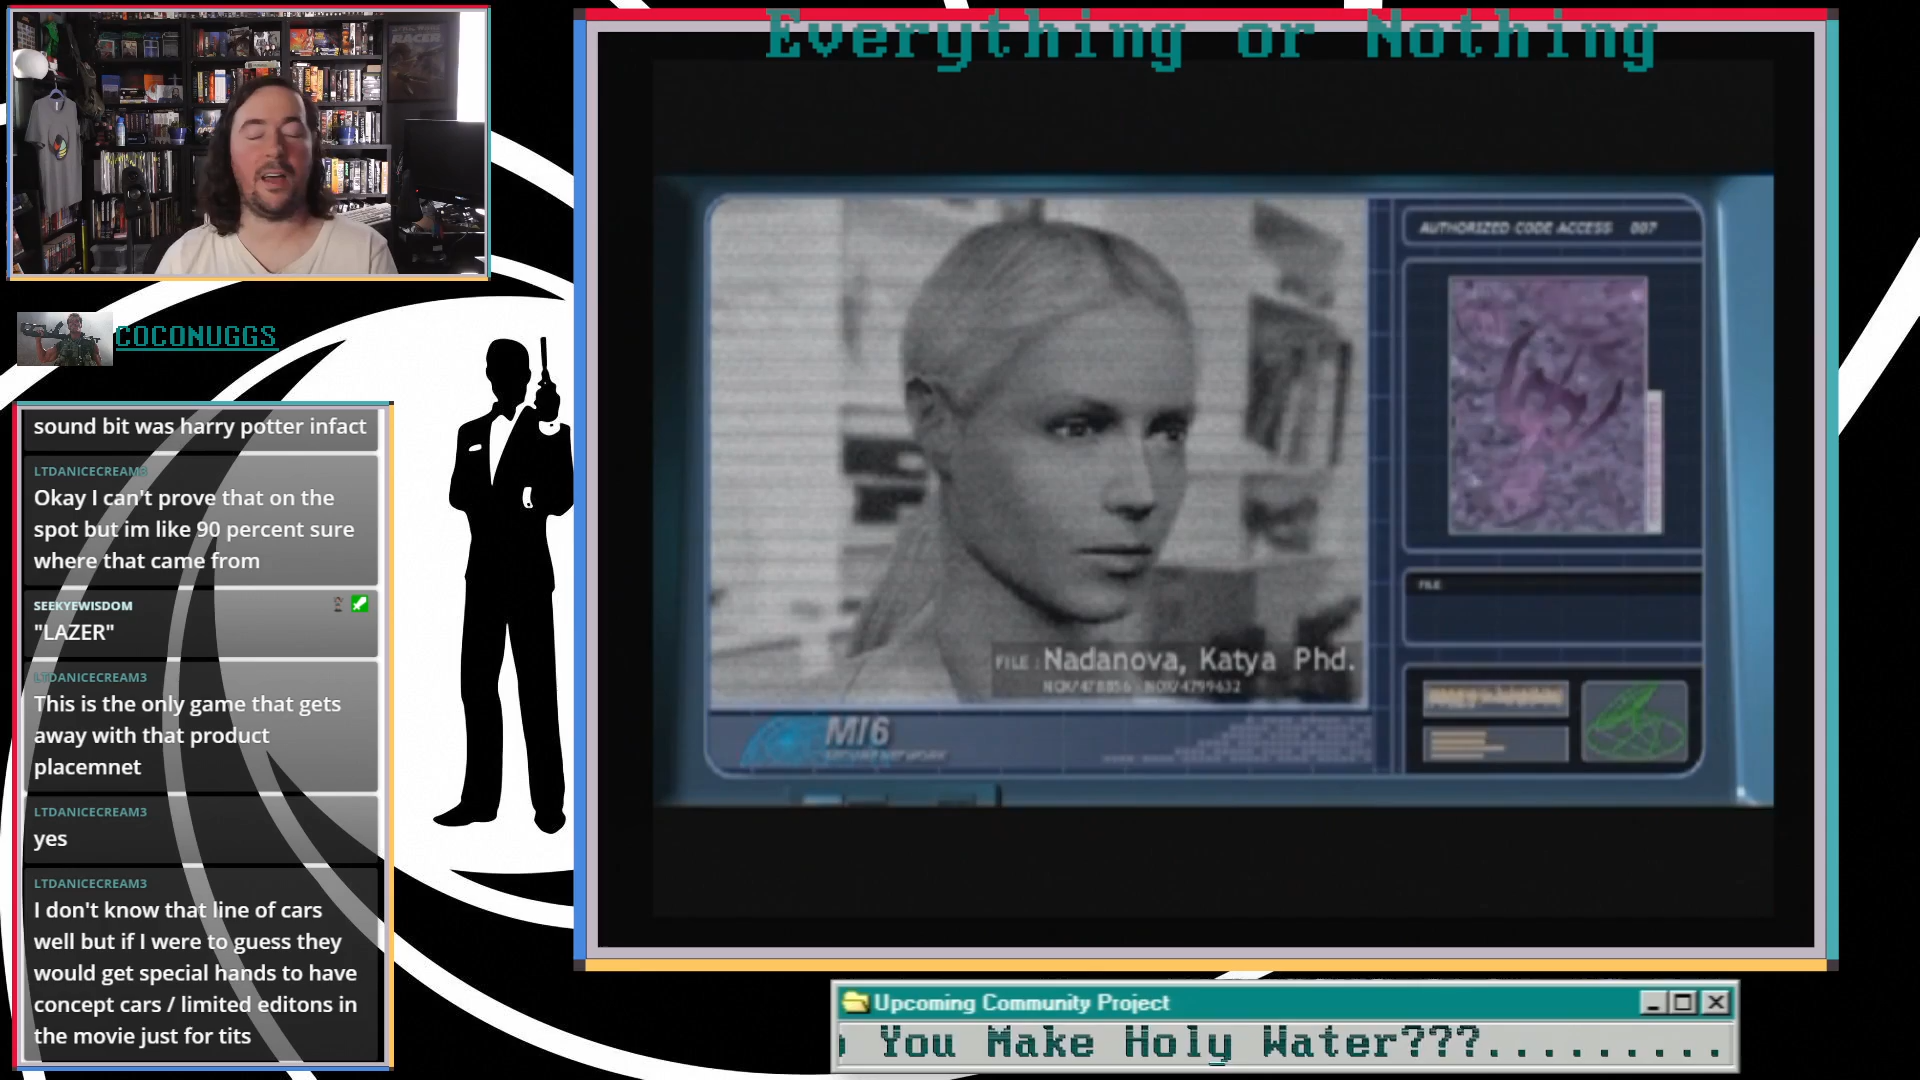 Everything or Nothing
AUTHORIZED CODE ACCESS 007
COCONUGGS
sound bit was harry potter infact
LTDANICECREAM3
Okay I can't prove that on the
spot but im like 90 percent sure
where that came from
SEEKYEWISDOM
"LAZER"
LTDANICECREAM3
This is the only game that gets
away with that product
placemnet
LTDANICECREAM3
yes
LTDANICECREAM3
I don't know that line of cars
well but if I were to guess they
would get special hands to have
concept cars / limited editons in
the movie just for tits
FILE
FILE : Nadanova, Katya Phd.
MI6
Upcoming Community Project
You Make Holy Water???.........